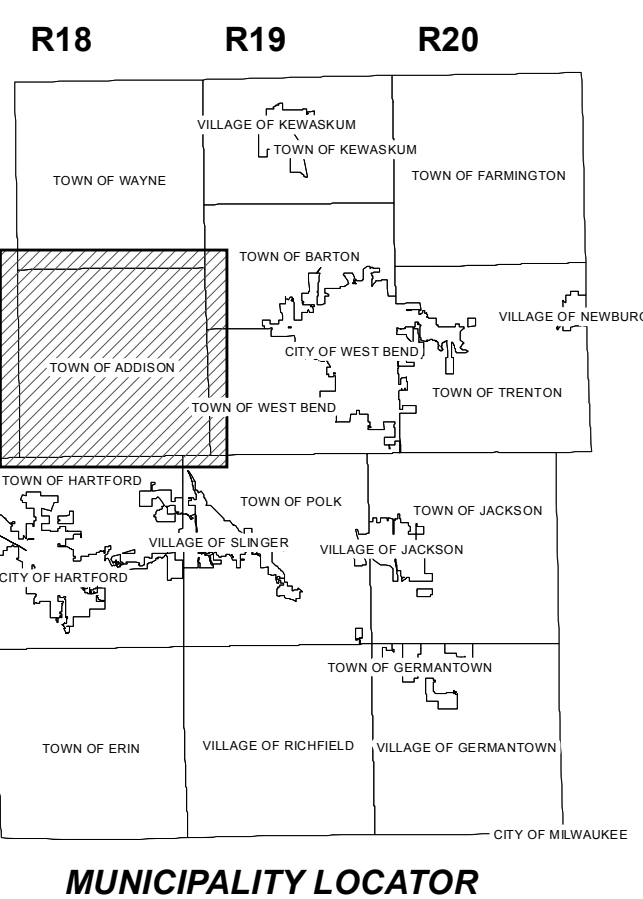 R18 R19 R20
VILLAGE OF KEWASKUM
TOWN OF KEWASKUM
TOWN OF FARMINGTON
TOWN OF WAYNE
TOWN OF BARTON
VILLAGE OF NEWBURG
CITY OF WEST BEND
TOWN OF ADDISON
TOWN OF TRENTON
TOWN OF WEST BEND
TOWN OF HARTFORD
TOWN OF POLK
TOWN OF JACKSON
VILLAGE OF SLINGER
VILLAGE OF JACKSON
CITY OF HARTFORD
TOWN OF GERMANTOWN
TOWN OF ERIN
VILLAGE OF RICHFIELD
VILLAGE OF GERMANTOWN
CITY OF MILWAUKEE
MUNICIPALITY LOCATOR